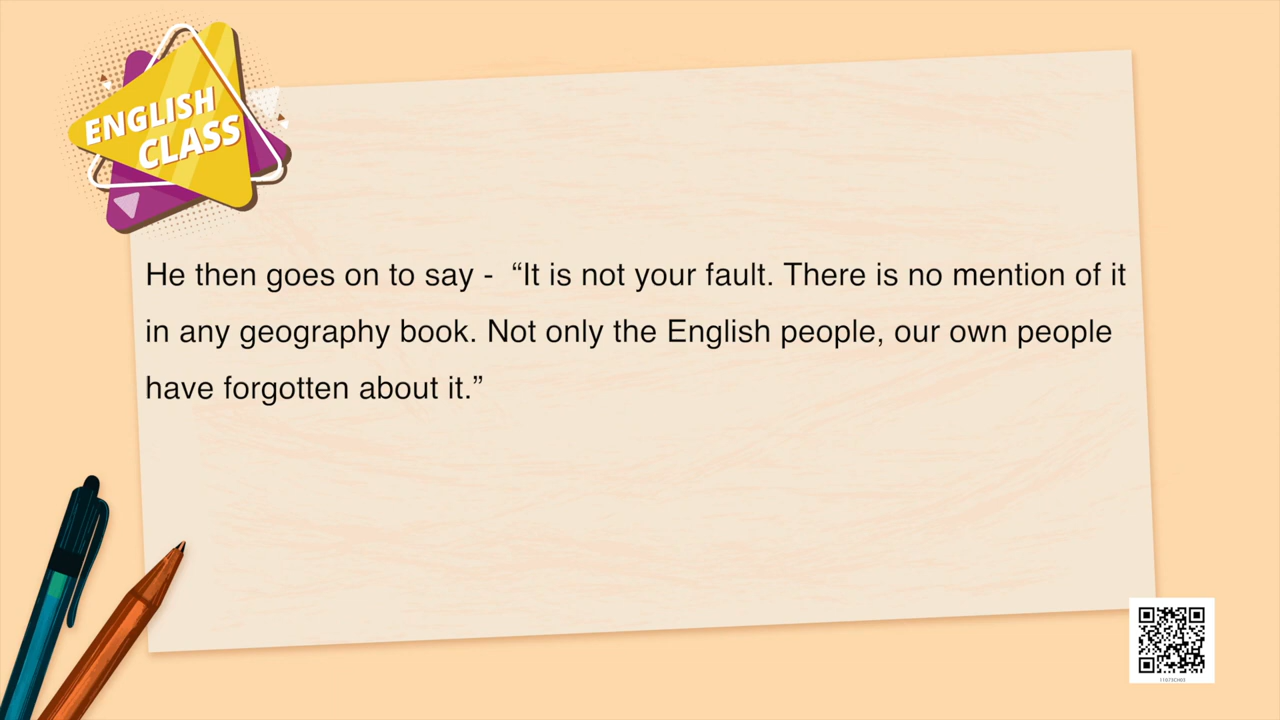 ENGLISH
CLASS
He then goes on to say -  “It is not your fault. There is no mention of it
in any geography book. Not only the English people, our own people
have forgotten about it.”